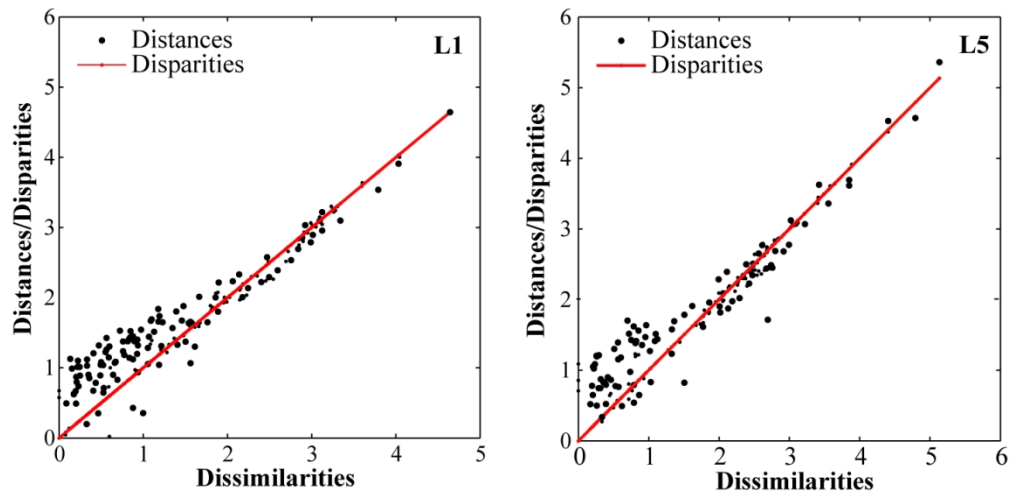 6
5
4
3
2
1
0
Distances/Disparities
Distances
Disparities
L1
0 1 2 3 4 5
Dissimilarities
6
5
4
3
2
1
0
Distances/Disparities
Distances
Disparities
L5
0 1 2 3 4 5 6
Dissimilarities